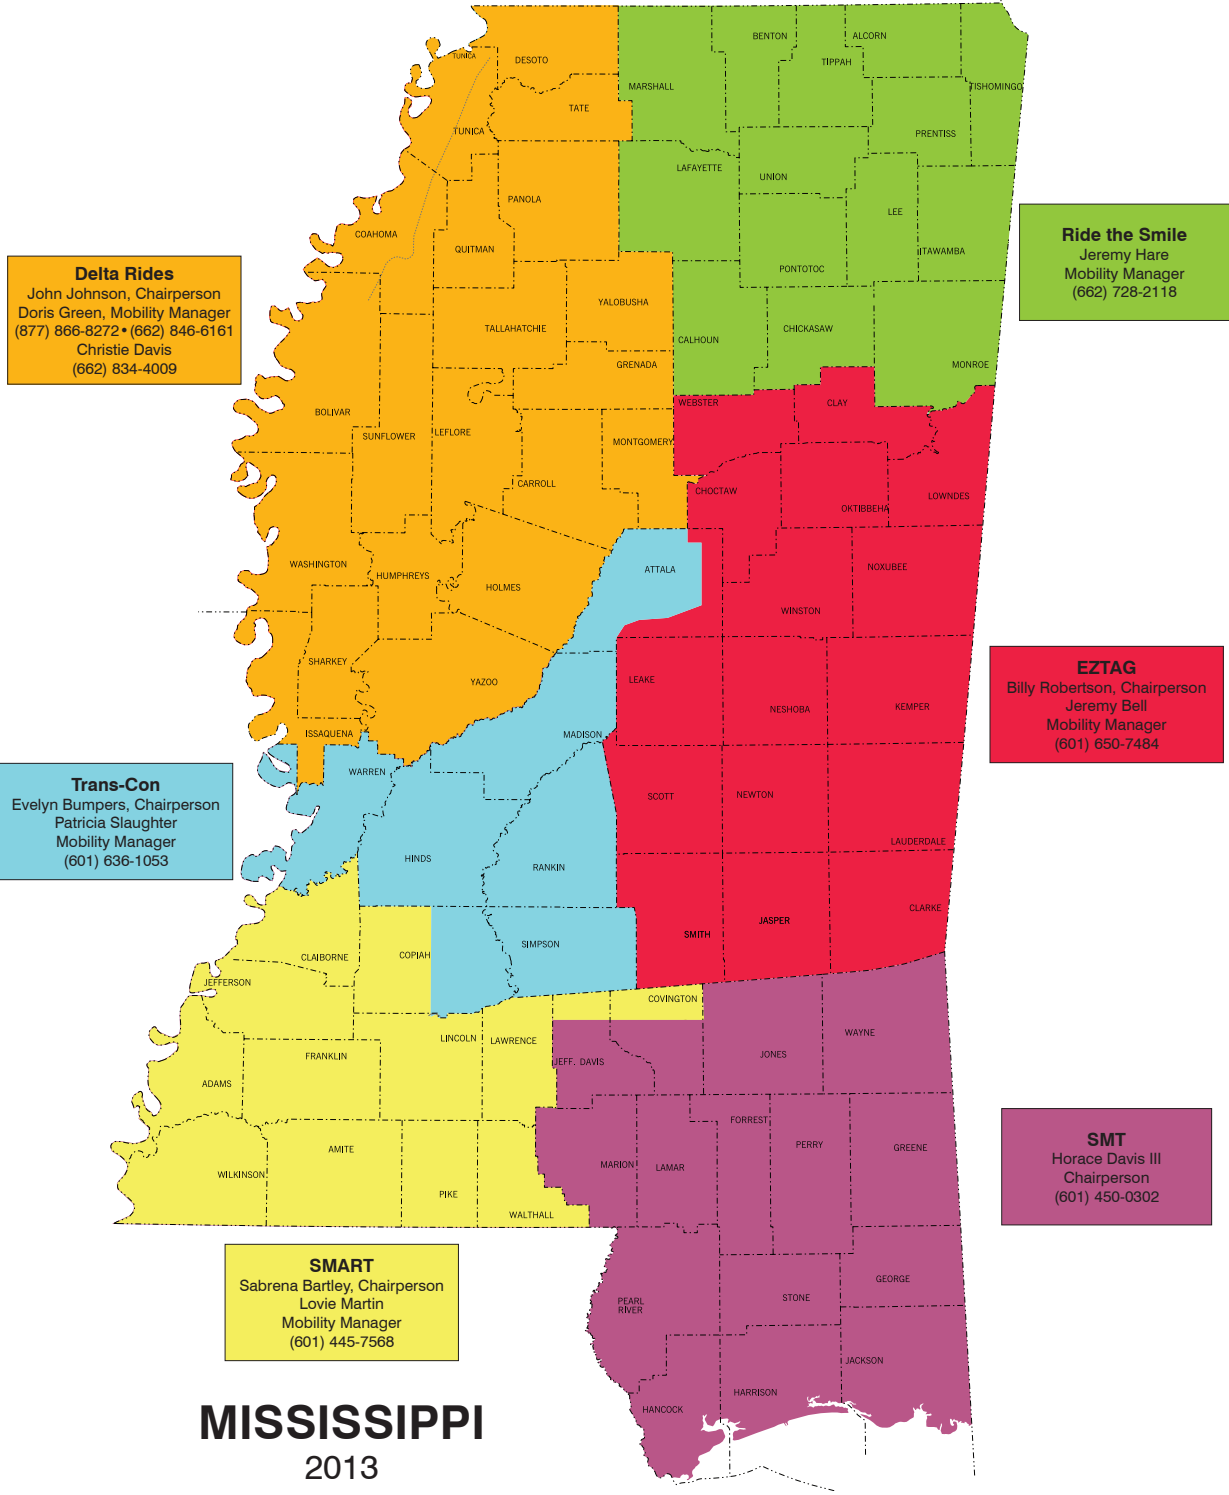 BENTON
ALCORN
TUNICA
DESOTO
TIPPAH
MARSHALL
TISHOMINGO
TATE
TUNICA
PRENTISS
LAFAYETTE
UNION
PANOLA
LEE
COAHOMA
QUITMAN
ITAWAMBA
PONTOTOC
Ride the Smile
Jeremy Hare
Mobility Manager
(662) 728-2118
Delta Rides
John Johnson, Chairperson
Doris Green, Mobility Manager
(877) 866-8272•(662) 846-6161
Christie Davis
(662) 834-4009
YALOBUSHA
TALLAHATCHIE
CHICKASAW
CALHOUN
GRENADA
MONROE
WEBSTER
CLAY
BOLIVAR
SUNFLOWER
LEFLORE
MONTGOMERY
CARROLL
CHOCTAW
LOWNDES
OKTIBBEHA
WASHINGTON
HUMPHREYS
HOLMES
ATTALA
NOXUBEE
WINSTON
SHARKEY
YAZOO
LEAKE
NESHOBA
KEMPER
EZTAG
Billy Robertson, Chairperson
Jeremy Bell
Mobility Manager
(601) 650-7484
ISSAQUENA
MADISON
WARREN
Trans-Con
Evelyn Bumpers, Chairperson
Patricia Slaughter
Mobility Manager
(601) 636-1053
SCOTT
NEWTON
LAUDERDALE
HINDS
RANKIN
CLARKE
JASPER
SMITH
SIMPSON
COPIAH
CLAIBORNE
JEFFERSON
COVINGTON
WAYNE
LINCOLN
LAWRENCE
FRANKLIN
JONES
JEFF. DAVIS
ADAMS
FORREST
PERRY
GREENE
AMITE
MARION
LAMAR
WILKINSON
PIKE
WALTHALL
SMT
Horace Davis III
Chairperson
(601) 450-0302
SMART
Sabrena Bartley, Chairperson
Lovie Martin
Mobility Manager
(601) 445-7568
GEORGE
STONE
PEARL
RIVER
JACKSON
HARRISON
HANCOCK
MISSISSIPPI
2013